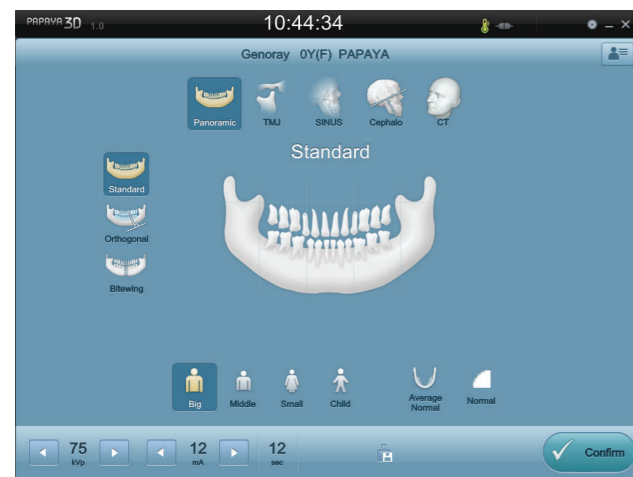 PAPAYA 3D 1.0
10:44:34
Genoray 0Y(F) PAPAYA
Panoramic
TMJ
SINUS
Cephalo
CT
Standard
Standard
Orthogonal
Bitewing
Big
Middle
Small
Child
Average
Normal
Normal
75
kVp
12
mA
12
sec
Confirm